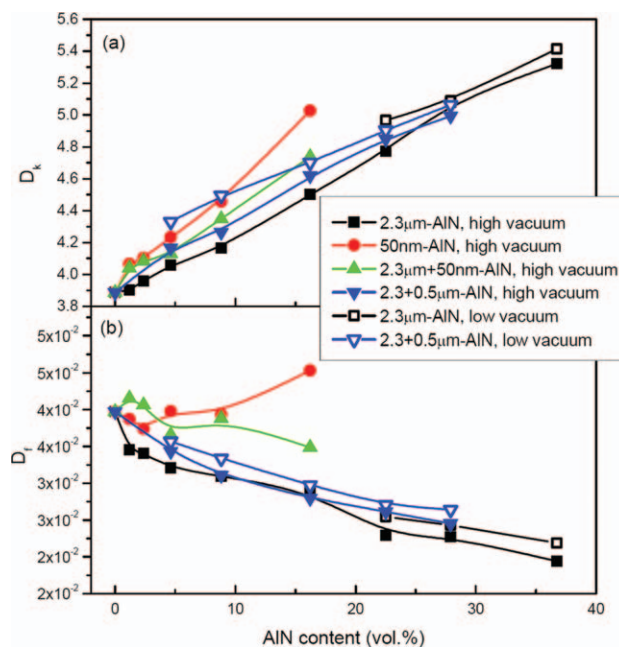 (a)
5.6
5.4
5.2
5.0
4.8
4.6
4.4
4.2
4.0
3.8
Dₖ
2.3μm-AlN, high vacuum
50nm-AlN, high vacuum
2.3μm+50nm-AlN, high vacuum
2.3+0.5μm-AlN, high vacuum
2.3μm-AlN, low vacuum
2.3+0.5μm-AlN, low vacuum
(b)
5x10⁻²
5x10⁻²
4x10⁻²
4x10⁻²
3x10⁻²
3x10⁻²
2x10⁻²
2x10⁻²
D_f
0 10 20 30 40
AlN content (vol.%)